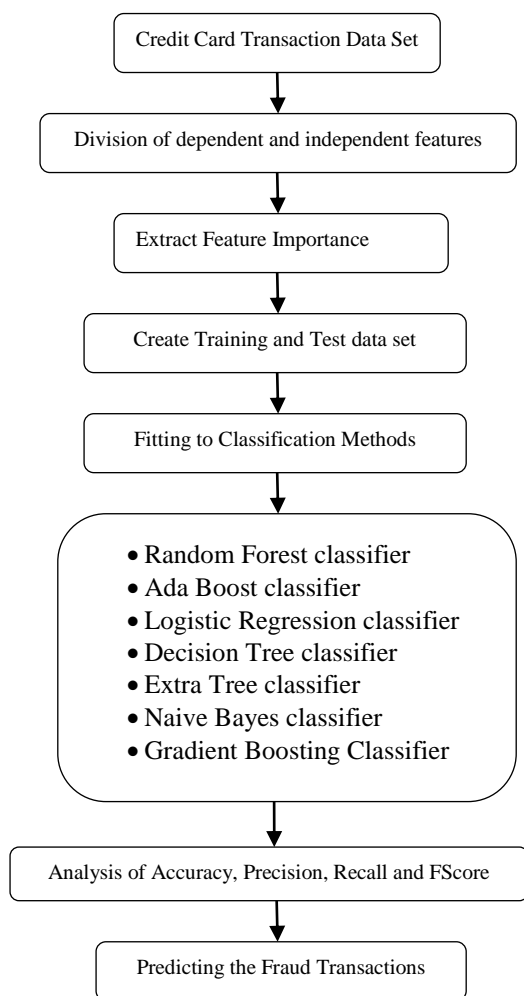 Credit Card Transaction Data Set
Division of dependent and independent features
Extract Feature Importance
Create Training and Test data set
Fitting to Classification Methods
• Random Forest classifier
• Ada Boost classifier
• Logistic Regression classifier
• Decision Tree classifier
• Extra Tree classifier
• Naive Bayes classifier
• Gradient Boosting Classifier
Analysis of Accuracy, Precision, Recall and FScore
Predicting the Fraud Transactions